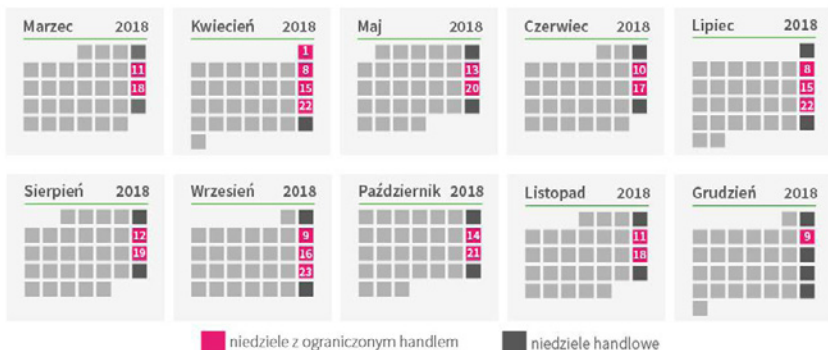 Marzec 2018
11
18
Kwiecień 2018
1
8
15
22
Maj 2018
13
20
Czerwiec 2018
10
17
Lipiec 2018
8
15
22
Sierpień 2018
12
19
Wrzesień 2018
9
16
23
Październik 2018
14
21
Listopad 2018
11
18
Grudzień 2018
9
niedziele z ograniczonym handlem
niedziele handlowe